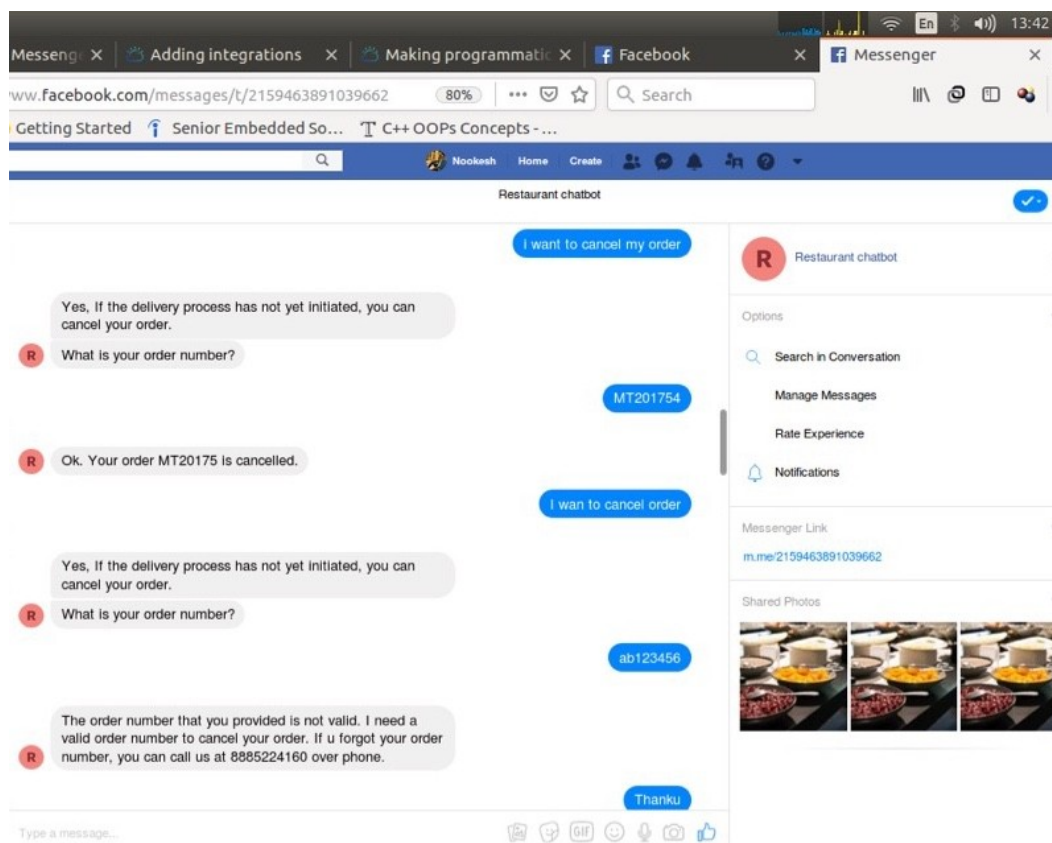 En 13:42
Messeng Adding integrations Making programmatic Facebook Messenger
ww.facebook.com/messages/t/2159463891039662 80% Search
Getting Started Senior Embedded So... C++ OOPs Concepts -...
Nookesh Home Create
Restaurant chatbot
i want to cancel my order
R Restaurant chatbot
Yes, If the delivery process has not yet initiated, you can
cancel your order.
R What is your order number?
Options
Search in Conversation
MT201754
Manage Messages
Rate Experience
R Ok. Your order MT20175 is cancelled.
Notifications
I wan to cancel order
Messenger Link
m.me/2159463891039662
Yes, If the delivery process has not yet initiated, you can
cancel your order.
R What is your order number?
Shared Photos
ab123456
The order number that you provided is not valid. I need a
valid order number to cancel your order. If u forgot your order
R number, you can call us at 8885224160 over phone.
Thanku
Type a message...
GIF